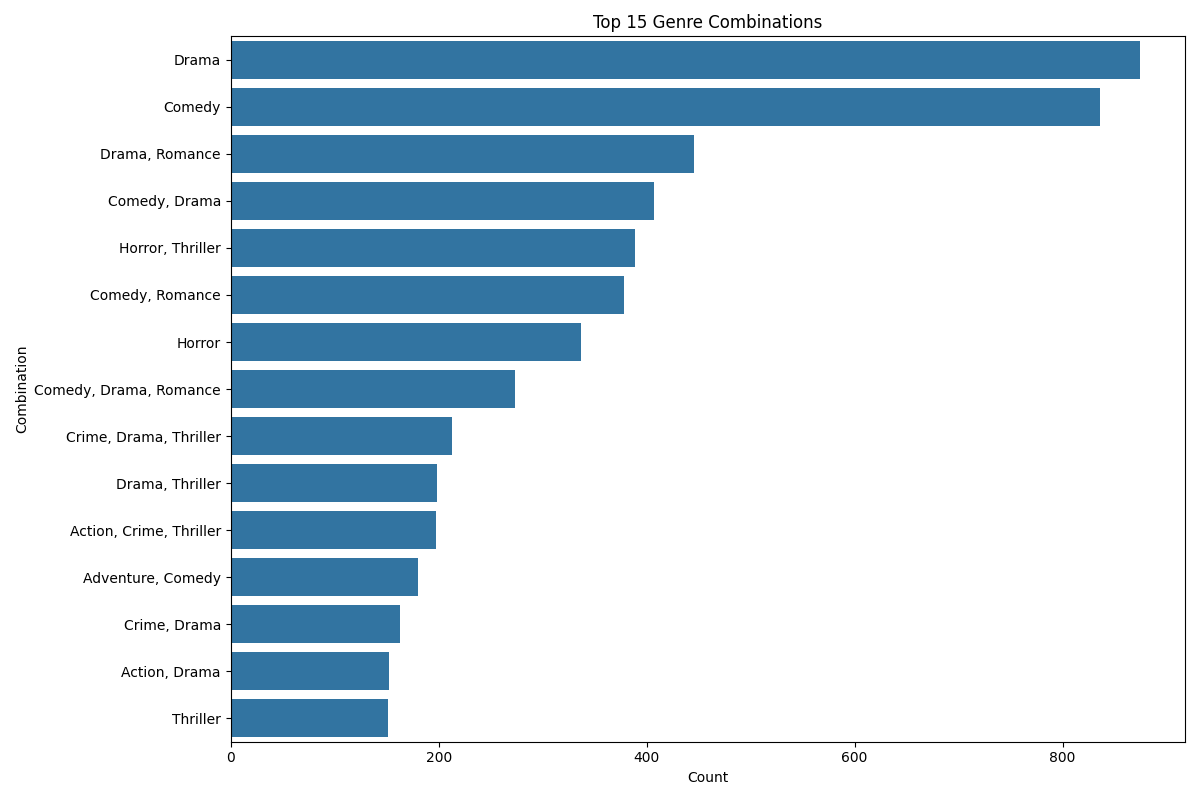 Top 15 Genre Combinations
Drama
Comedy
Drama, Romance
Comedy, Drama
Horror, Thriller
Comedy, Romance
Horror
Comedy, Drama, Romance
Crime, Drama, Thriller
Drama, Thriller
Action, Crime, Thriller
Adventure, Comedy
Crime, Drama
Action, Drama
Thriller
Combination
0 200 400 600 800
Count